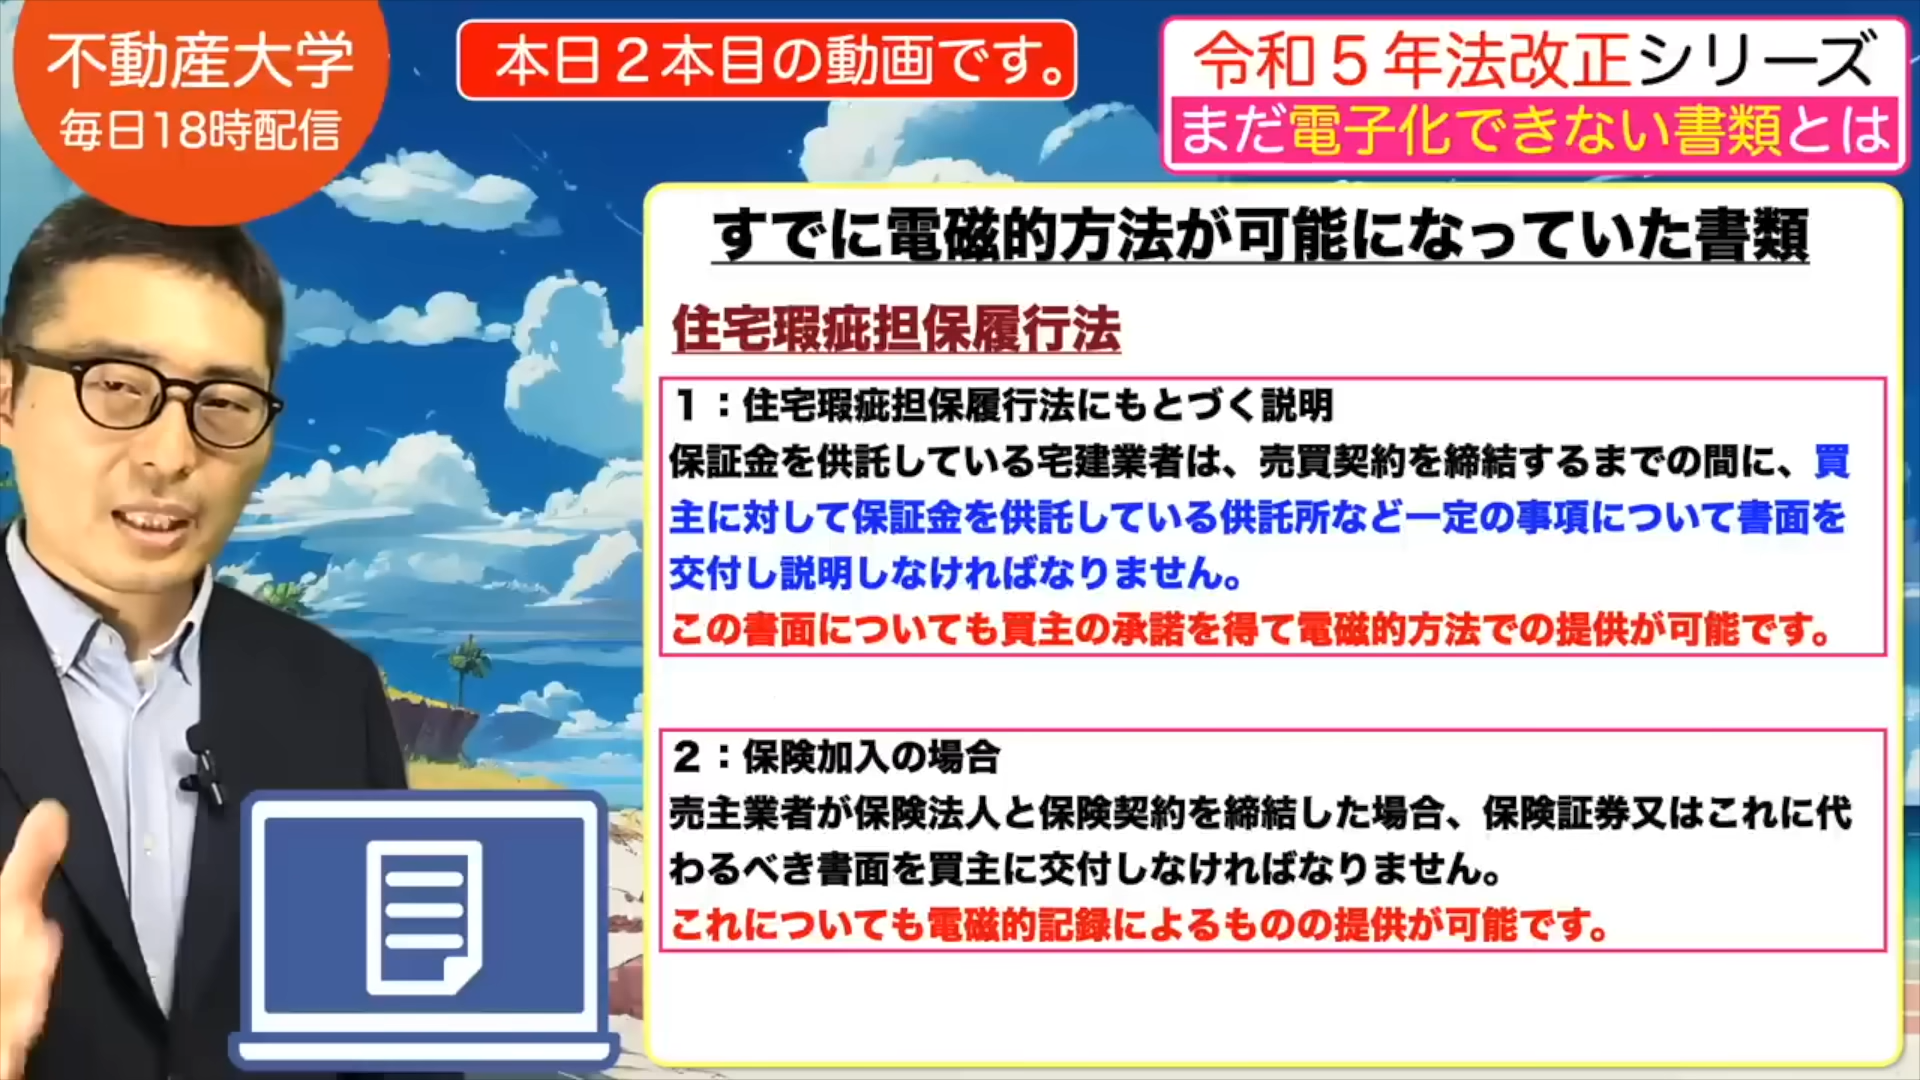 不動産大学
毎日18時配信
本日２本目の動画です。
令和５年法改正シリーズ
まだ電子化できない書類とは
すでに電磁的方法が可能になっていた書類
住宅瑕疵担保履行法
１：住宅瑕疵担保履行法にもとづく説明
保証金を供託している宅建業者は、売買契約を締結するまでの間に、買
主に対して保証金を供託している供託所など一定の事項について書面を
交付し説明しなければなりません。
この書面についても買主の承諾を得て電磁的方法での提供が可能です。
２：保険加入の場合
売主業者が保険法人と保険契約を締結した場合、保険証券又はこれに代
わるべき書面を買主に交付しなければなりません。
これについても電磁的記録によるものの提供が可能です。